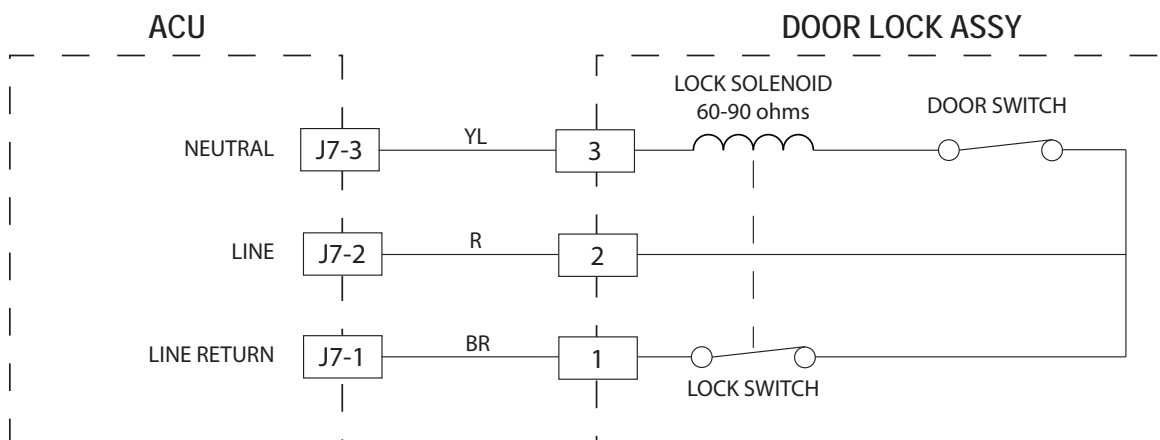 ACU
DOOR LOCK ASSY
LOCK SOLENOID
60-90 ohms
DOOR SWITCH
NEUTRAL J7-3 YL 3
LINE J7-2 R 2
LINE RETURN J7-1 BR 1
LOCK SWITCH